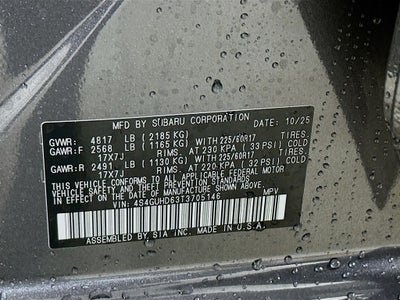 MFD BY SUBARU CORPORATION DATE: 10/25
GVWR: 4817 LB (2185 KG)
GAWR:F 2568 LB (1165 KG) WITH 225/60R17 TIRES.
17X7J RIMS. AT 230 KPA ( 33 PSI) COLD
GAWR:R 2491 LB (1130 KG) WITH 225/60R17 TIRES.
17X7J RIMS. AT 220 KPA ( 32 PSI) COLD
THIS VEHICLE CONFORMS TO ALL APPLICABLE FEDERAL MOTOR
VEHICLE SAFETY AND THEFT PREVENTION STANDARDS
IN EFFECT ON THE DATE OF MANUFACTURE SHOWN ABOVE.
VIN: 4S4GUHD63T3705146 MPV
ASSEMBLED BY SIA INC. MADE IN U.S.A.